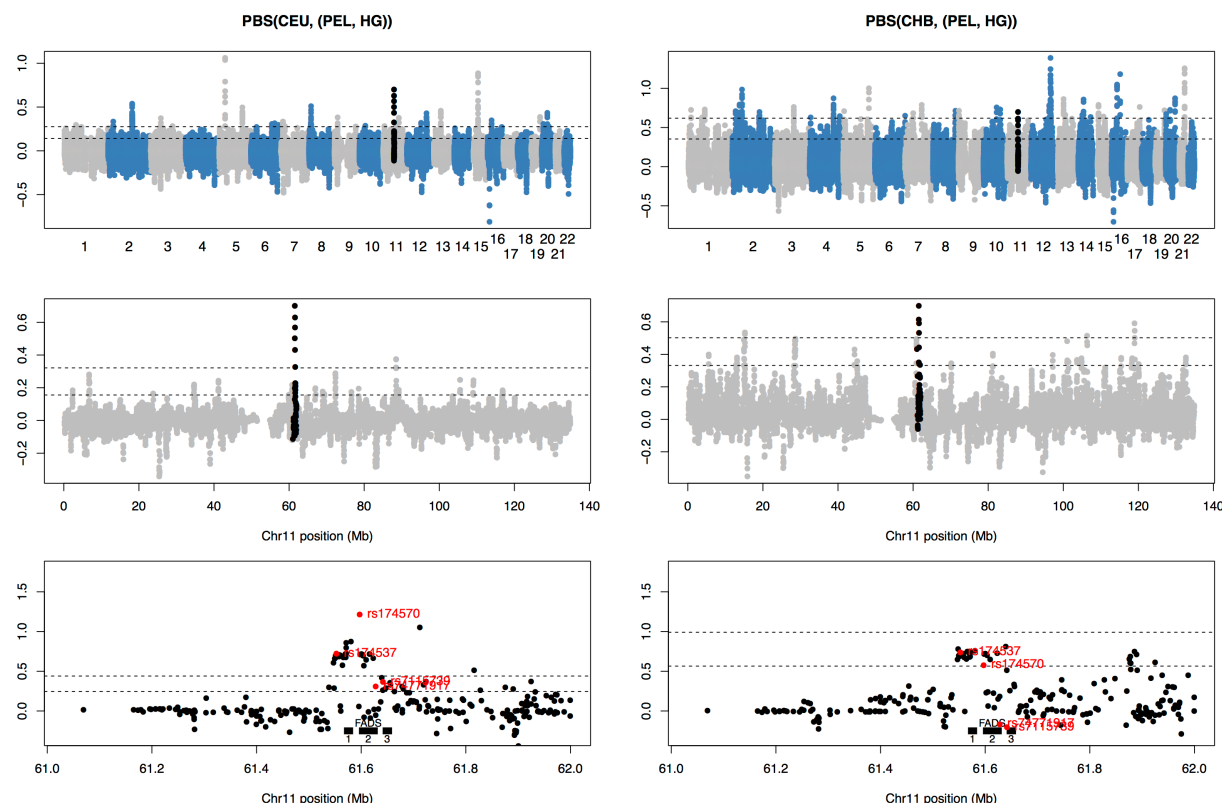 PBS(CEU, (PEL, HG))
1.0
0.5
0.0
−0.5
1 2 3 4 5 6 7 8 9 10 11 12 13 14 15 16 18 20 22
17 19 21
0.6
0.4
0.2
0.0
−0.2
0 20 40 60 80 100 120 140
Chr11 position (Mb)
1.5
1.0
0.5
0.0
rs174570
rs174537
rs7115739
rs74771917
FADS
1 2 3
61.0 61.2 61.4 61.6 61.8 62.0
Chr11 position (Mb)
PBS(CHB, (PEL, HG))
1.0
0.5
0.0
−0.5
1 2 3 4 5 6 7 8 9 10 11 12 13 14 15 16 18 20 22
17 19 21
0.6
0.4
0.2
0.0
−0.2
0 20 40 60 80 100 120 140
Chr11 position (Mb)
1.5
1.0
0.5
0.0
rs174537
rs174570
rs74771917
rs7115739
FADS
1 2 3
61.0 61.2 61.4 61.6 61.8 62.0
Chr11 position (Mb)